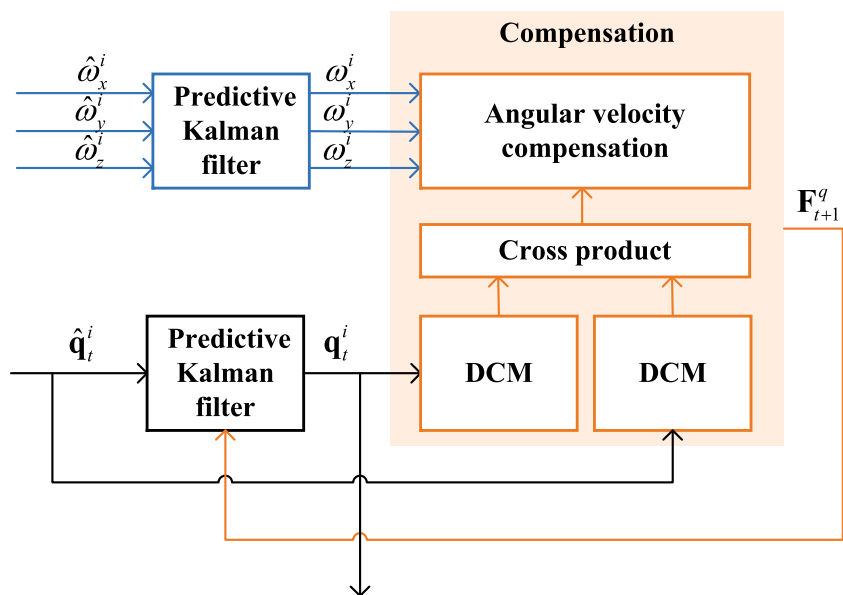 Compensation
ω̂ₓⁱ
ω̂ᵧⁱ
ω̂_zⁱ
Predictive
Kalman
filter
ωₓⁱ
ωᵧⁱ
ω_zⁱ
Angular velocity
compensation
F_{t+1}^q
Cross product
q̂ₜⁱ
Predictive
Kalman
filter
qₜⁱ
DCM
DCM